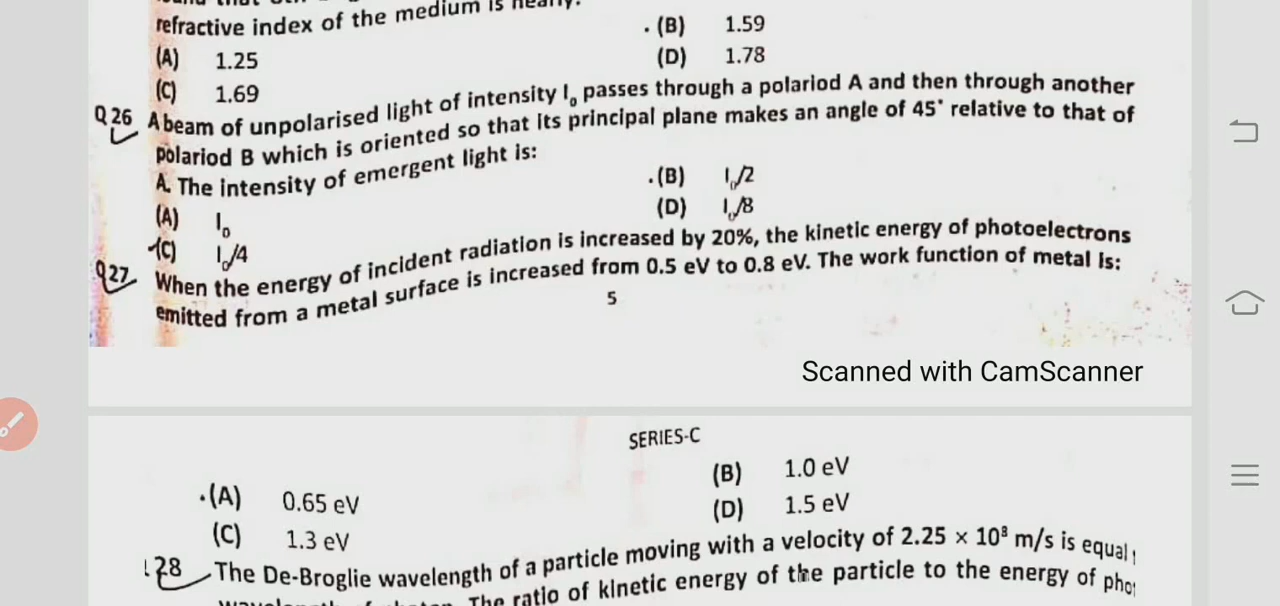 refractive index of the medium is nearly:
(A) 1.25 . (B) 1.59
(C) 1.69 (D) 1.78
Q26 A beam of unpolarised light of intensity I₀ passes through a polariod A and then through another
polariod B which is oriented so that its principal plane makes an angle of 45° relative to that of
A. The intensity of emergent light is:
(A) I₀ .(B) I₀/2
(C) I₀/4 (D) I₀/8
Q27 When the energy of incident radiation is increased by 20%, the kinetic energy of photoelectrons
emitted from a metal surface is increased from 0.5 eV to 0.8 eV. The work function of metal is:
5
Scanned with CamScanner
SERIES-C
.(A) 0.65 eV (B) 1.0 eV
(C) 1.3 eV (D) 1.5 eV
28 The De-Broglie wavelength of a particle moving with a velocity of 2.25 × 10⁸ m/s is equal
The ratio of kinetic energy of the particle to the energy of